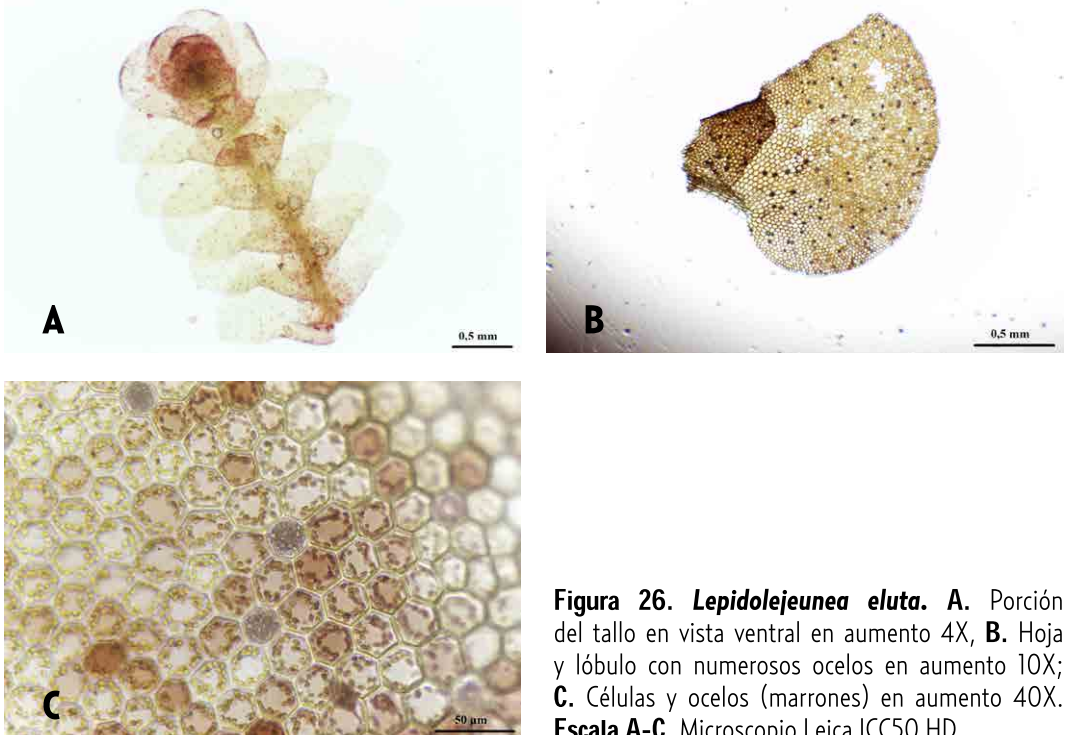 A
0,5 mm
B
0,5 mm
C
50 µm
Figura 26. Lepidolejeunea eluta. A. Porción
del tallo en vista ventral en aumento 4X, B. Hoja
y lóbulo con numerosos ocelos en aumento 10X;
C. Células y ocelos (marrones) en aumento 40X.
Escala A-C. Microscopio Leica ICC50 HD